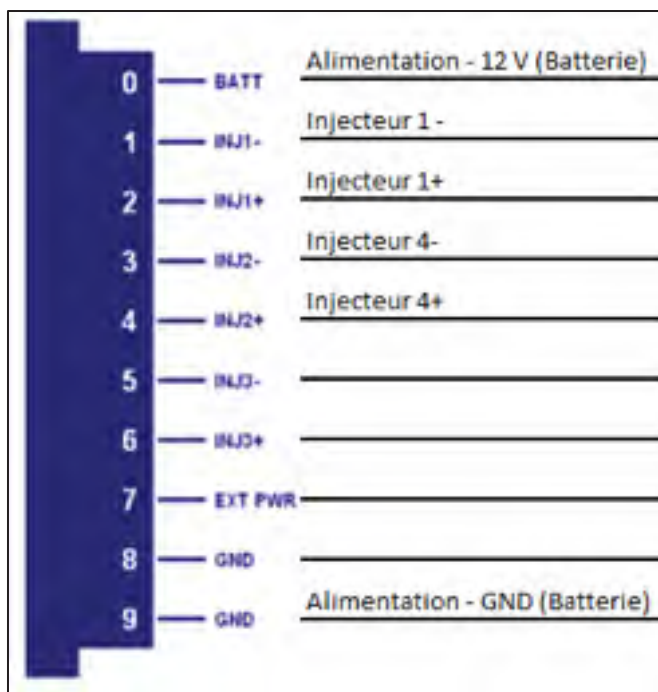 0 BATT Alimentation - 12 V (Batterie)
1 INJ1- Injecteur 1 -
2 INJ1+ Injecteur 1+
3 INJ2- Injecteur 4-
4 INJ2+ Injecteur 4+
5 INJ3-
6 INJ3+
7 EXT PWR
8 GND
9 GND Alimentation - GND (Batterie)